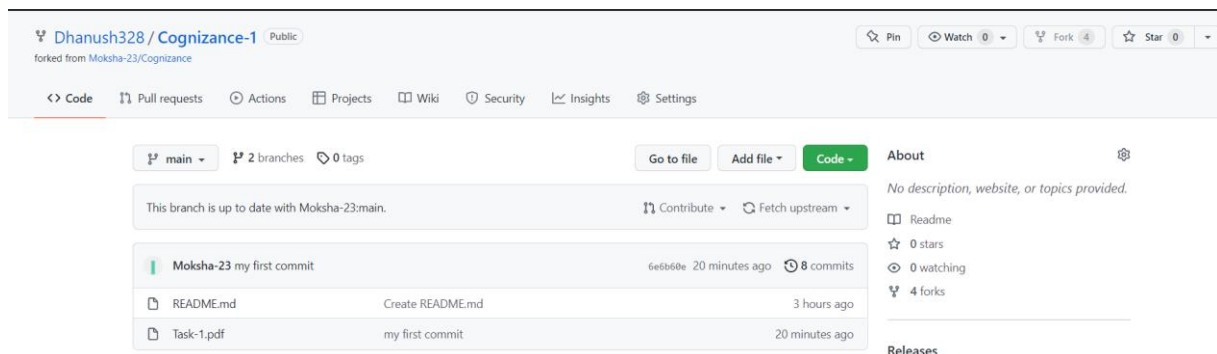 Dhanush328 / Cognizance-1 Public
Pin Watch 0 Fork 4 Star 0
forked from Moksha-23/Cognizance
<> Code Pull requests Actions Projects Wiki Security Insights Settings
main 2 branches 0 tags Go to file Add file Code
About
No description, website, or topics provided.
This branch is up to date with Moksha-23:main. Contribute Fetch upstream
Readme
0 stars
0 watching
4 forks
Moksha-23 my first commit 6e6b60e 20 minutes ago 8 commits
README.md Create README.md 3 hours ago
Task-1.pdf my first commit 20 minutes ago
Releases